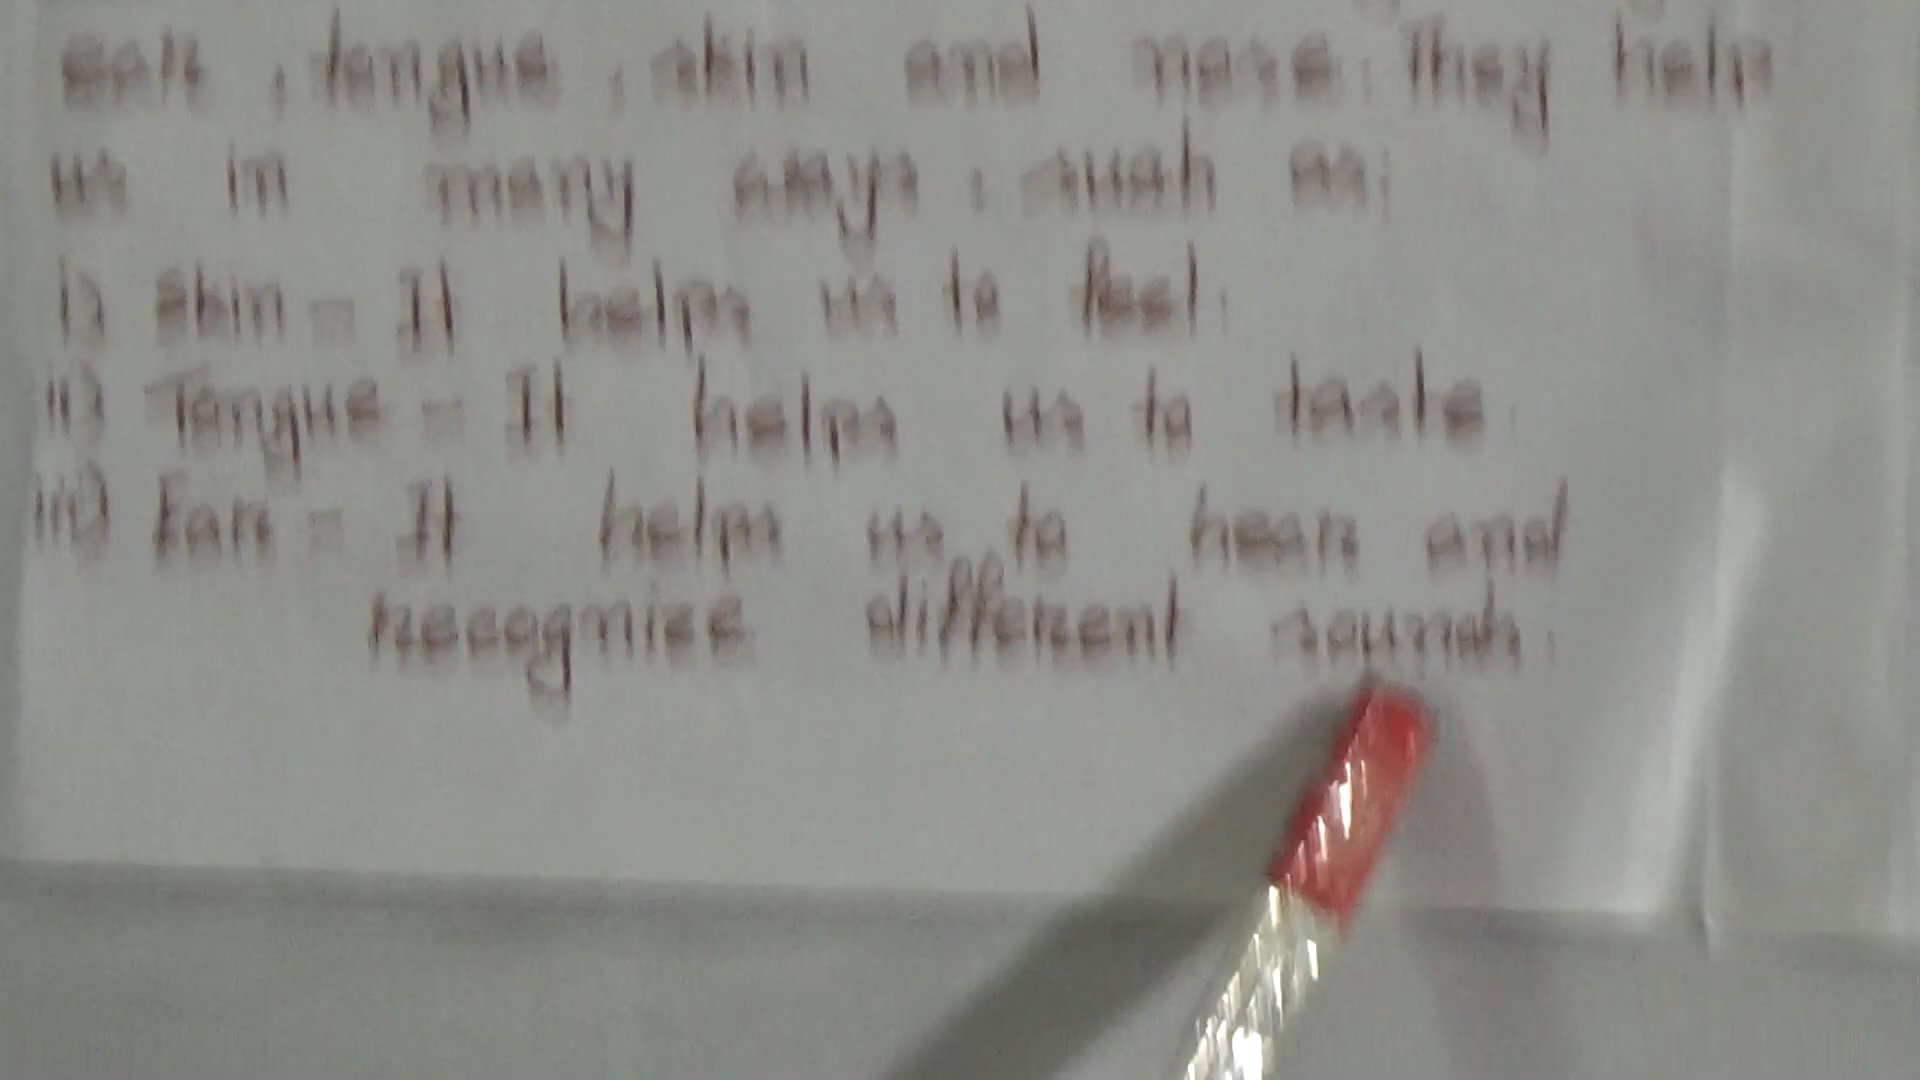 ear, tongue, skin and nose. They help
us in many ways, such as:
i) Skin = It helps us to feel.
ii) Tongue = It helps us to taste.
iii) Ear = It helps us to hear and
recognise different sounds.